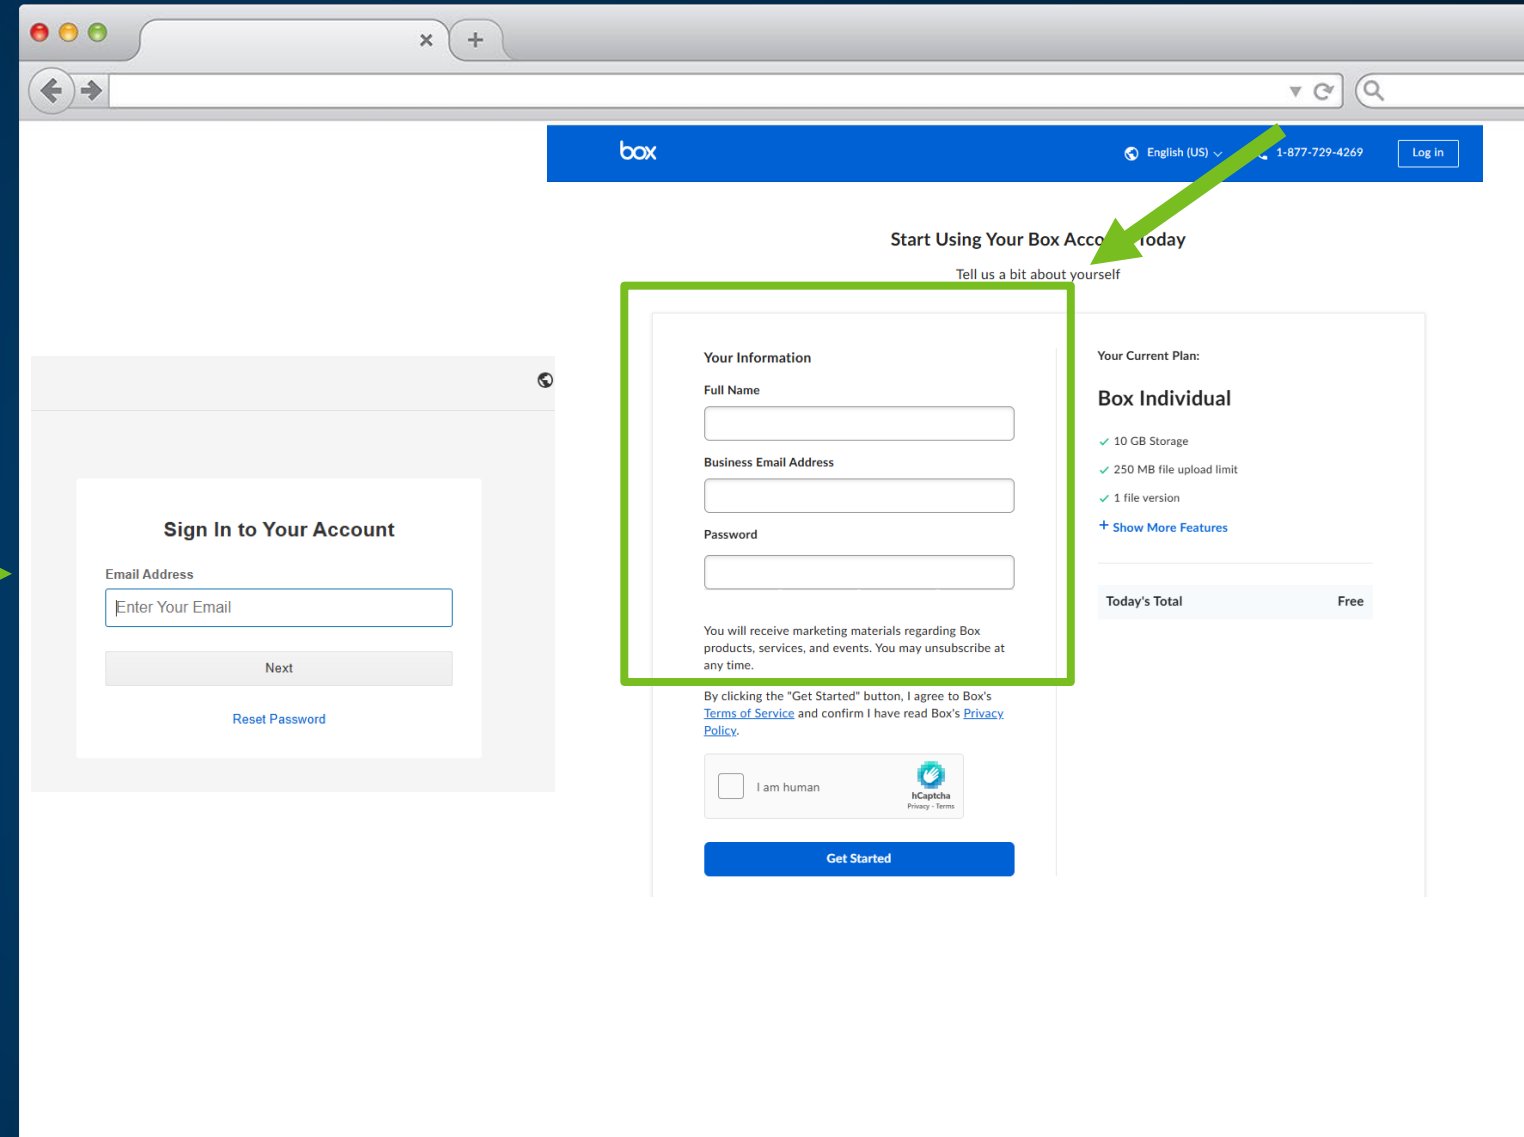 box
English (US)
1-877-729-4269
Log in
Start Using Your Box Acco Today
Tell us a bit about yourself
Sign In to Your Account
Email Address
Enter Your Email
Next
Reset Password
Your Information
Full Name
Business Email Address
Password
You will receive marketing materials regarding Box
products, services, and events. You may unsubscribe at
any time.
By clicking the "Get Started" button, I agree to Box's
Terms of Service and confirm I have read Box's Privacy
Policy.
I am human
hCaptcha
Privacy - Terms
Get Started
Your Current Plan:
Box Individual
10 GB Storage
250 MB file upload limit
1 file version
+ Show More Features
Today's Total
Free